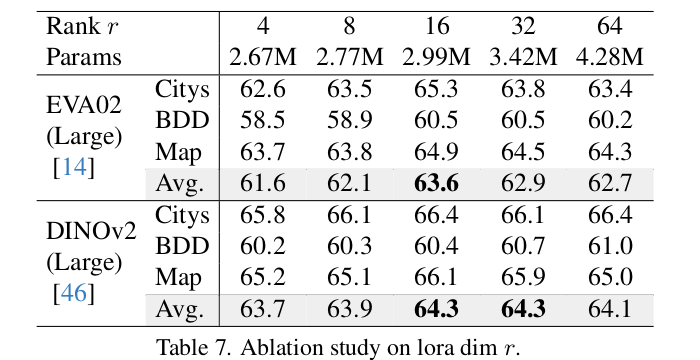 Rank r 4 8 16 32 64
Params 2.67M 2.77M 2.99M 3.42M 4.28M
EVA02 (Large) [14]
Citys 62.6 63.5 65.3 63.8 63.4
BDD 58.5 58.9 60.5 60.5 60.2
Map 63.7 63.8 64.9 64.5 64.3
Avg. 61.6 62.1 63.6 62.9 62.7
DINOv2 (Large) [46]
Citys 65.8 66.1 66.4 66.1 66.4
BDD 60.2 60.3 60.4 60.7 61.0
Map 65.2 65.1 66.1 65.9 65.0
Avg. 63.7 63.9 64.3 64.3 64.1
Table 7. Ablation study on lora dim r.